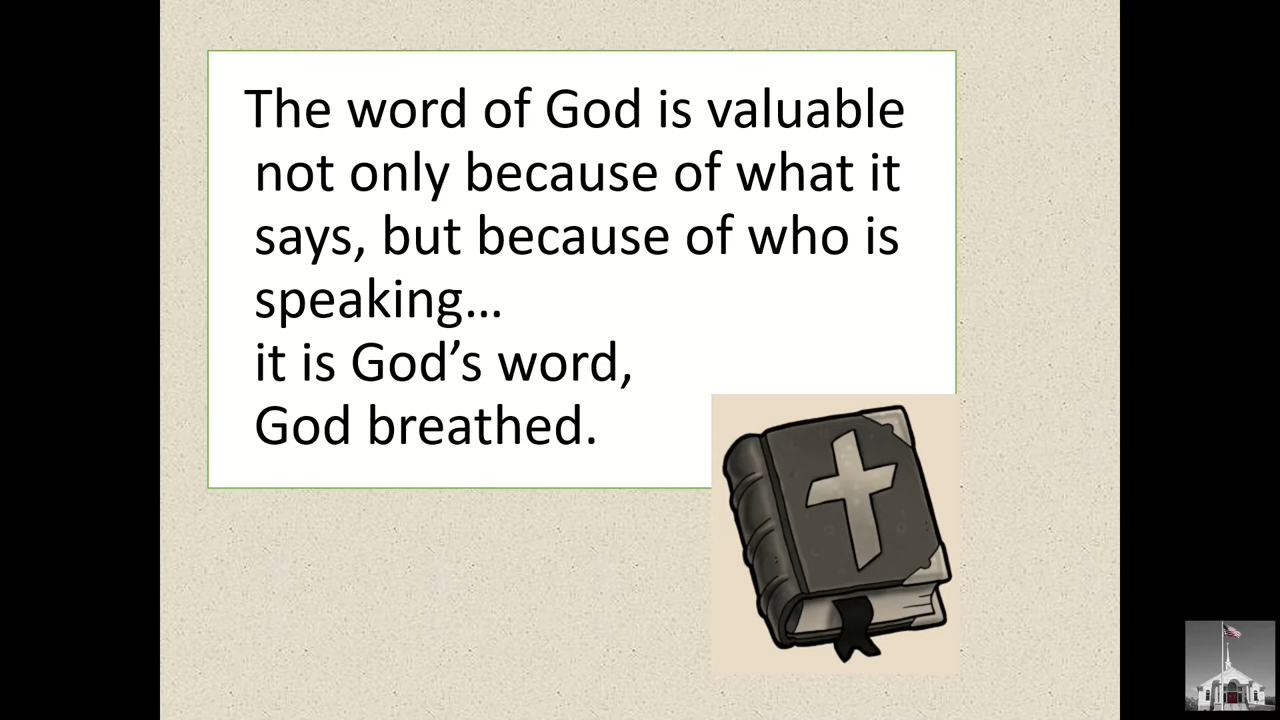 The word of God is valuable
not only because of what it
says, but because of who is
speaking…
it is God’s word,
God breathed.